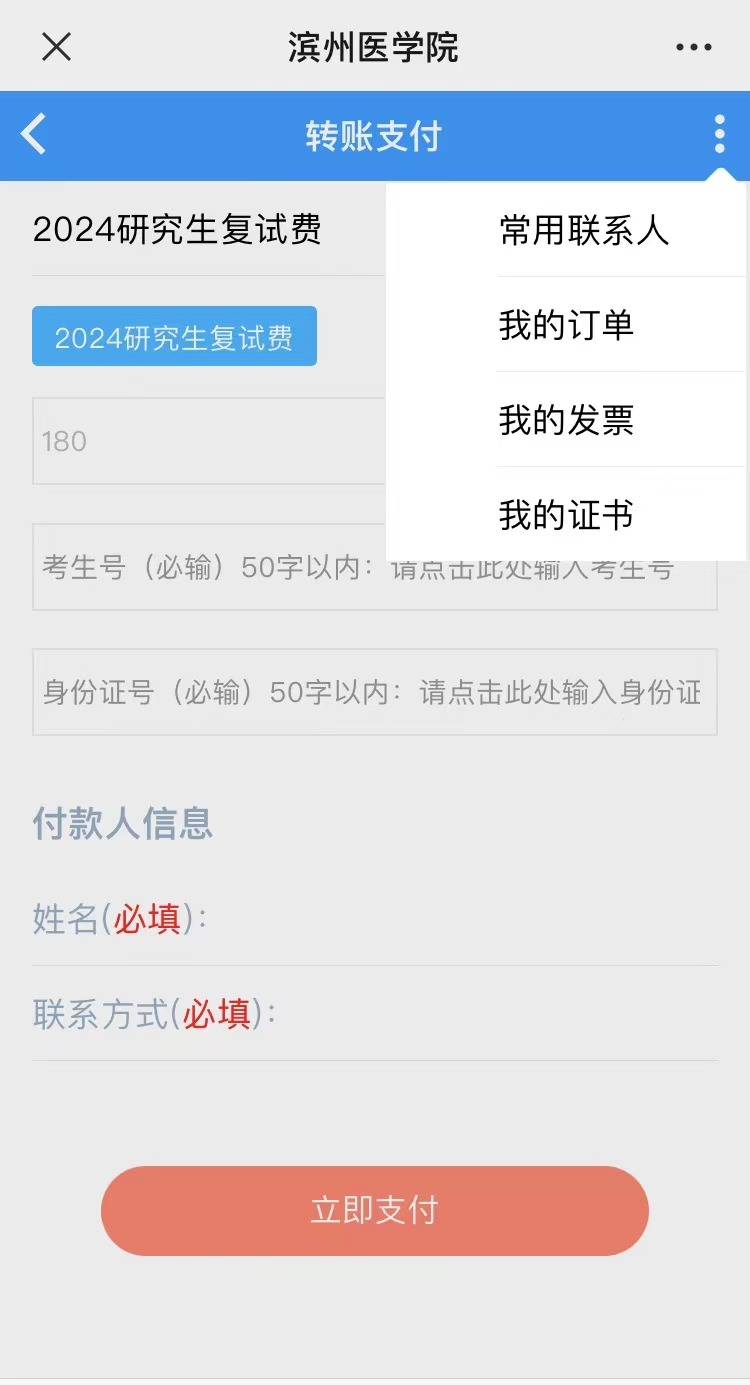 滨州医学院
转账支付
2024研究生复试费
常用联系人
我的订单
我的发票
我的证书
2024研究生复试费
180
考生号（必输）50字以内：请点击此处输入考生号
身份证号（必输）50字以内：请点击此处输入身份证
付款人信息
姓名(必填)：
联系方式(必填)：
立即支付